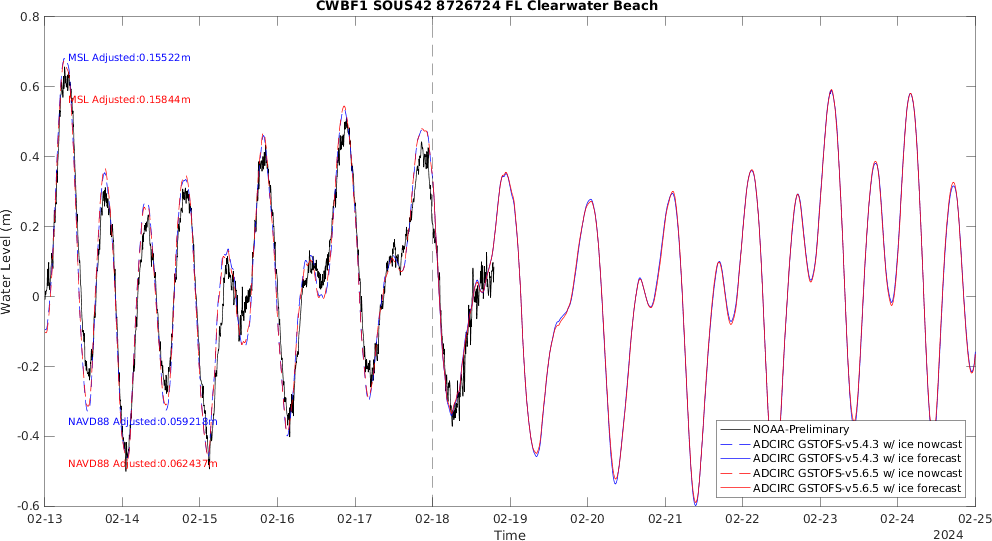 CWBF1 SOUS42 8726724 FL Clearwater Beach
0.8
0.6
0.4
0.2
0
-0.2
-0.4
-0.6
Water Level (m)
MSL Adjusted:0.15522m
MSL Adjusted:0.15844m
NAVD88 Adjusted:0.059218m
NAVD88 Adjusted:0.062437m
NOAA-Preliminary
ADCIRC GSTOFS-v5.4.3 w/ ice nowcast
ADCIRC GSTOFS-v5.4.3 w/ ice forecast
ADCIRC GSTOFS-v5.6.5 w/ ice nowcast
ADCIRC GSTOFS-v5.6.5 w/ ice forecast
02-13 02-14 02-15 02-16 02-17 02-18 02-19 02-20 02-21 02-22 02-23 02-24 02-25
Time
2024